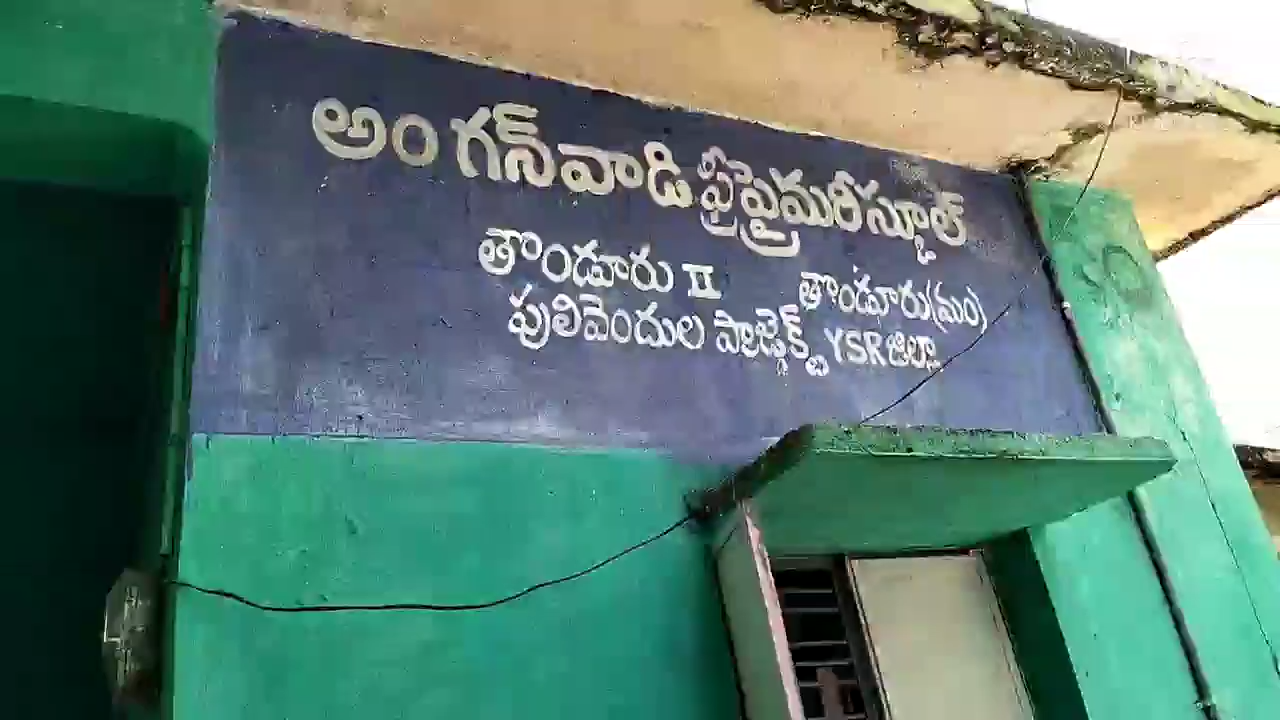 అంగన్‌వాడి ప్రీప్రైమరీస్కూల్
తొండూరు II తొండూరు(మం)
పులివెందుల ప్రాజెక్ట్ YSR జిల్లా